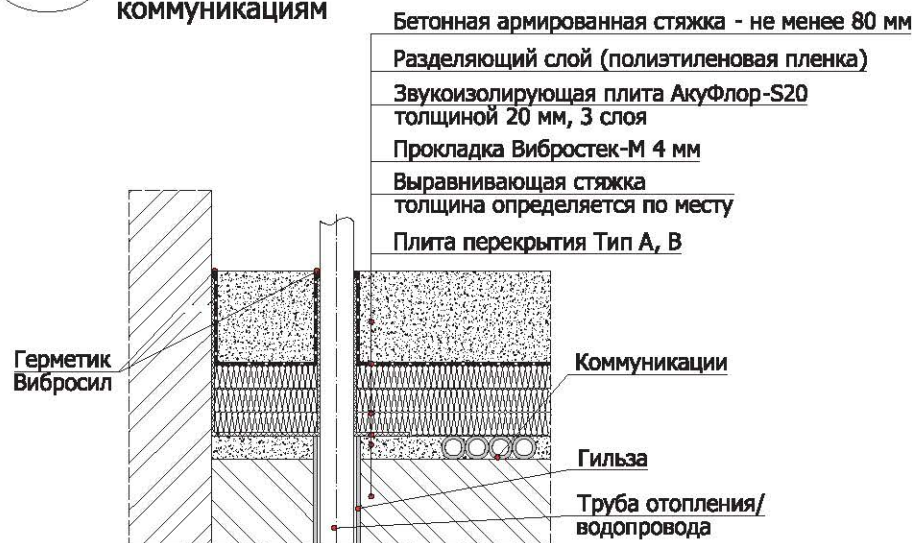 коммуникациям
Бетонная армированная стяжка - не менее 80 мм
Разделяющий слой (полиэтиленовая пленка)
Звукоизолирующая плита АкуФлор-S20
толщиной 20 мм, 3 слоя
Прокладка Вибростек-М 4 мм
Выравнивающая стяжка
толщина определяется по месту
Плита перекрытия Тип А, В
Герметик
Вибросил
Коммуникации
Гильза
Труба отопления/
водопровода